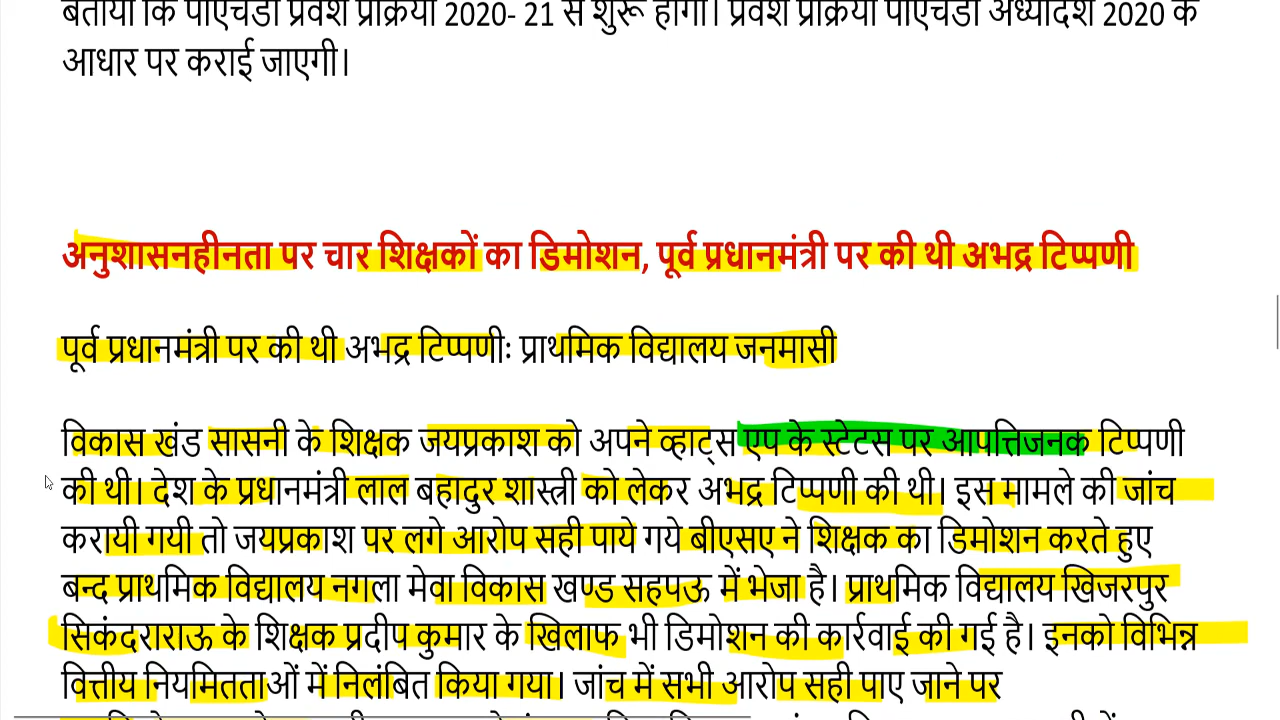 बताया कि पीएचडी प्रवेश प्रक्रिया 2020- 21 से शुरू होगी। प्रवेश प्रक्रिया पीएचडी अध्यादेश 2020 के
आधार पर कराई जाएगी।
अनुशासनहीनता पर चार शिक्षकों का डिमोशन, पूर्व प्रधानमंत्री पर की थी अभद्र टिप्पणी
पूर्व प्रधानमंत्री पर की थी अभद्र टिप्पणीः प्राथमिक विद्यालय जनमासी
विकास खंड सासनी के शिक्षक जयप्रकाश को अपने व्हाट्स एप के स्टेटस पर आपत्तिजनक टिप्पणी
की थी। देश के प्रधानमंत्री लाल बहादुर शास्त्री को लेकर अभद्र टिप्पणी की थी। इस मामले की जांच
करायी गयी तो जयप्रकाश पर लगे आरोप सही पाये गये बीएसए ने शिक्षक का डिमोशन करते हुए
बन्द प्राथमिक विद्यालय नगला मेवा विकास खण्ड सहपऊ में भेजा है। प्राथमिक विद्यालय खिजरपुर
सिकंदराराऊ के शिक्षक प्रदीप कुमार के खिलाफ भी डिमोशन की कार्रवाई की गई है। इनको विभिन्न
वित्तीय नियमितताओं में निलंबित किया गया। जांच में सभी आरोप सही पाए जाने पर